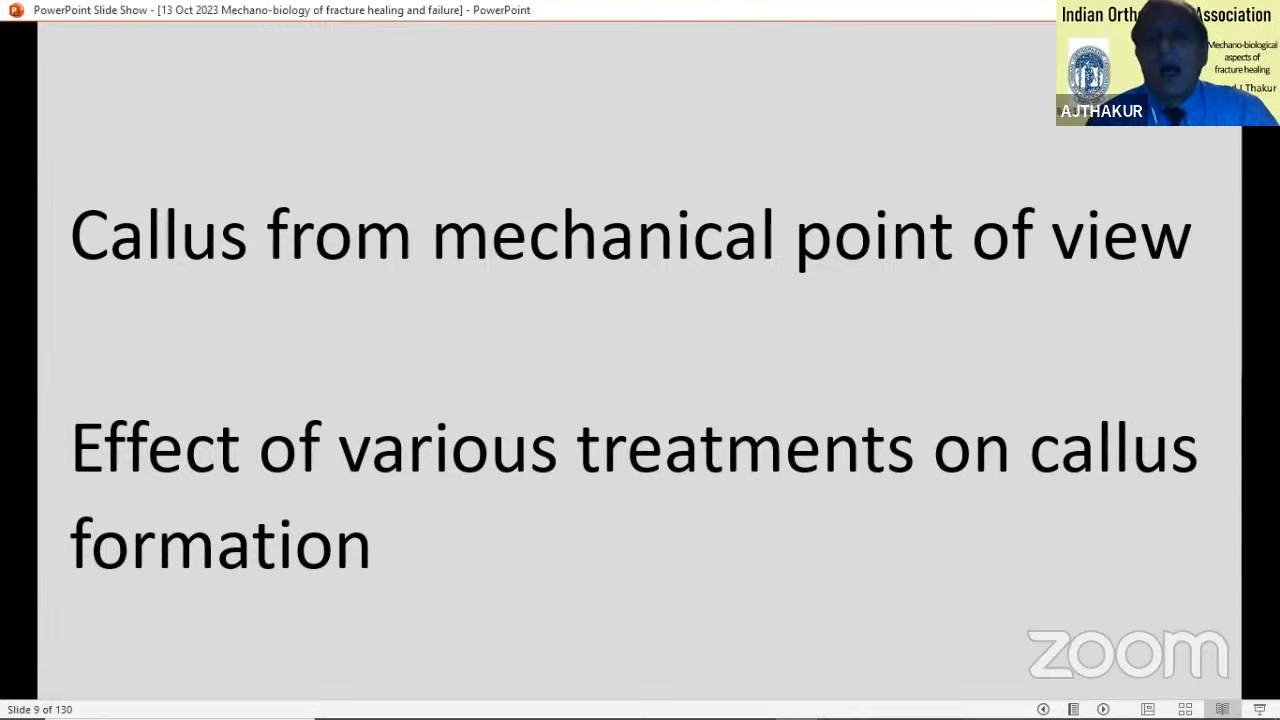 PowerPoint Slide Show - [13 Oct 2023 Mechano-biology of fracture healing and failure] - PowerPoint
Indian Orth Association
Mechano-biological
aspects of
fracture healing
J Thakur
AJTHAKUR
Callus from mechanical point of view
Effect of various treatments on callus
formation
zoom
Slide 9 of 130